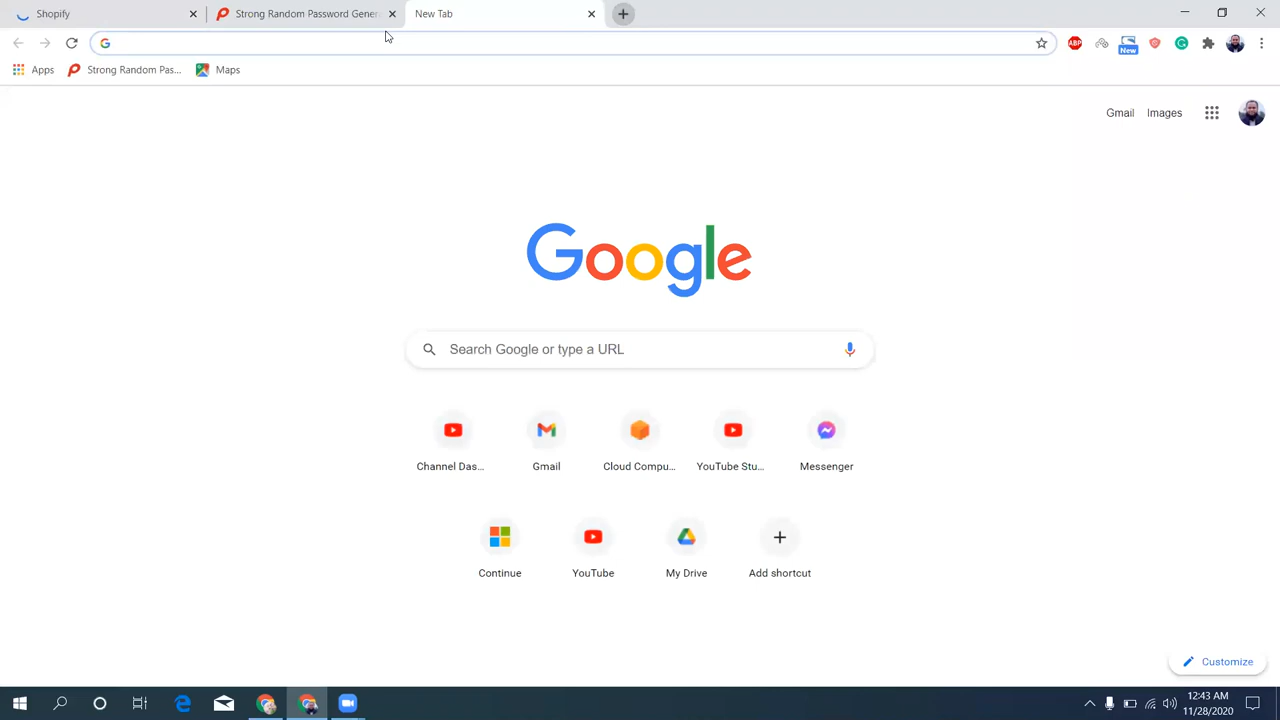 Shopify
Strong Random Password Gener
New Tab
New
Apps
Strong Random Pas...
Maps
Gmail
Images
Google
Search Google or type a URL
Channel Das...
Gmail
Cloud Compu...
YouTube Stu...
Messenger
Continue
YouTube
My Drive
Add shortcut
Customize
12:43 AM
11/28/2020